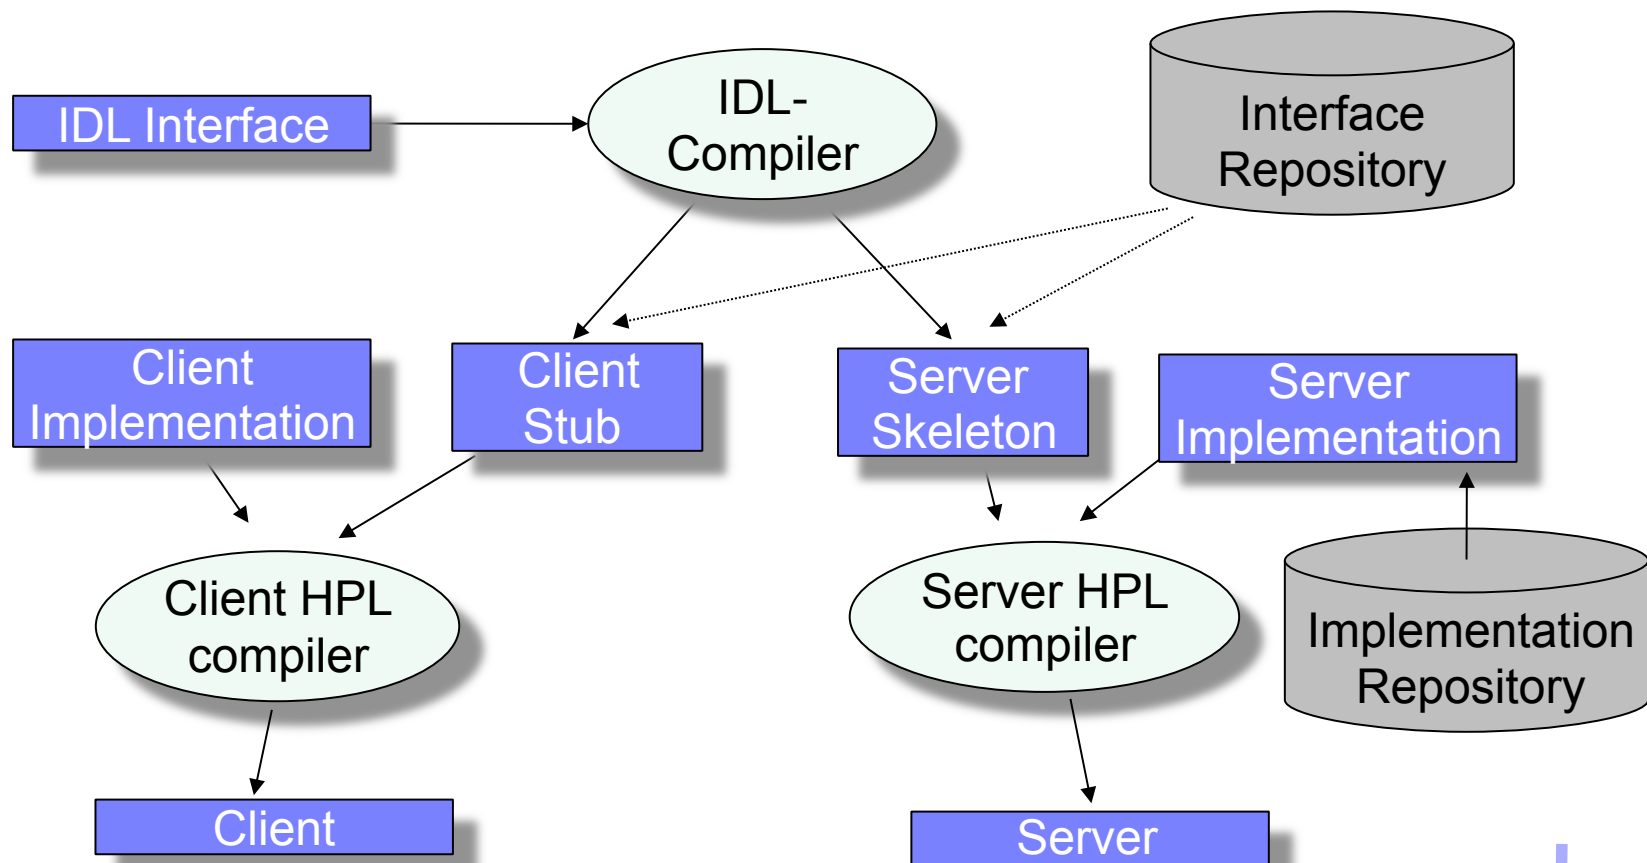 IDL Interface
IDL-
Compiler
Interface
Repository
Client
Implementation
Client
Stub
Server
Skeleton
Server
Implementation
Client HPL
compiler
Server HPL
compiler
Implementation
Repository
Client
Server